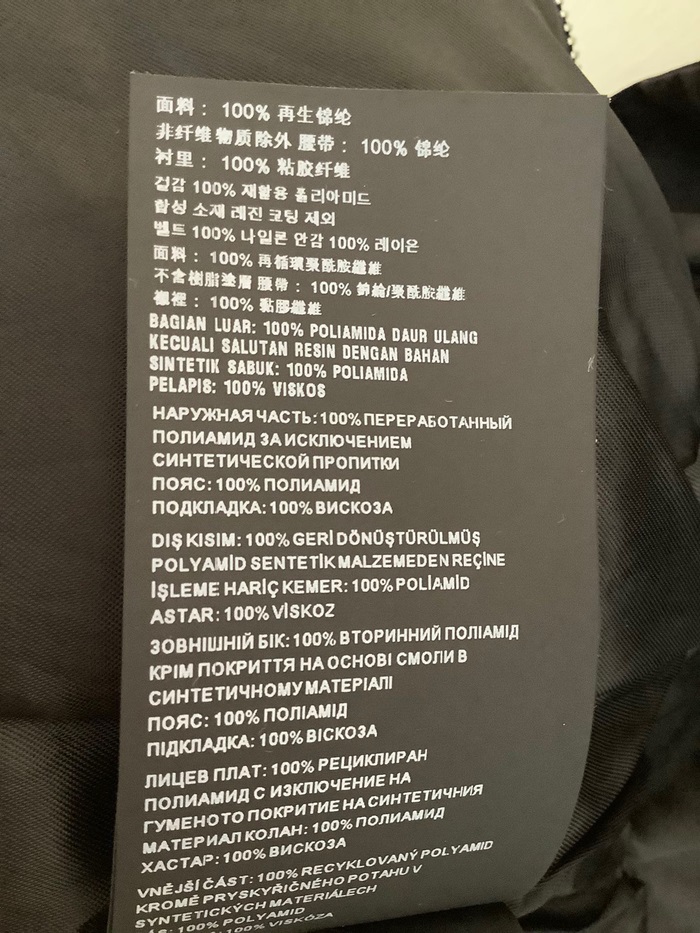 面料： 100% 再生锦纶
非纤维物质除外 腰带： 100% 锦纶
衬里： 100% 粘胶纤维
겉감 100% 재활용 폴리아미드
합성 소재 레진 코팅 제외
벨트 100% 나일론 안감 100% 레이온
面料： 100% 再循環聚酰胺纖維
不含樹脂塗層 腰帶： 100% 錦綸/聚酰胺纖維
襯裡： 100% 黏膠纖維
BAGIAN LUAR: 100% POLIAMIDA DAUR ULANG
KECUALI SALUTAN RESIN DENGAN BAHAN
SINTETIK SABUK: 100% POLIAMIDA
PELAPIS: 100% VISKOS
НАРУЖНАЯ ЧАСТЬ: 100% ПЕРЕРАБОТАННЫЙ
ПОЛИАМИД ЗА ИСКЛЮЧЕНИЕМ
СИНТЕТИЧЕСКОЙ ПРОПИТКИ
ПОЯС: 100% ПОЛИАМИД
ПОДКЛАДКА: 100% ВИСКОЗА
DIŞ KISIM: 100% GERİ DÖNÜŞTÜRÜLMÜŞ
POLYAMİD SENTETİK MALZEMEDEN REÇİNE
İŞLEME HARİÇ KEMER: 100% POLİAMİD
ASTAR: 100% VİSKOZ
ЗОВНІШНІЙ БІК: 100% ВТОРИННИЙ ПОЛІАМІД
КРІМ ПОКРИТТЯ НА ОСНОВІ СМОЛИ В
СИНТЕТИЧНОМУ МАТЕРІАЛІ
ПОЯС: 100% ПОЛІАМІД
ПІДКЛАДКА: 100% ВІСКОЗА
ЛИЦЕВ ПЛАТ: 100% РЕЦИКЛИРАН
ПОЛИАМИД С ИЗКЛЮЧЕНИЕ НА
ГУМЕНОТО ПОКРИТИЕ НА СИНТЕТИЧНИЯ
МАТЕРИАЛ КОЛАН: 100% ПОЛИАМИД
ХАСТАР: 100% ВИСКОЗА
VNĚJŠÍ ČÁST: 100% RECYKLOVANÝ POLYAMID
KROMĚ PRYSKYŘIČNÉHO POTAHU V
SYNTETICKÝCH MATERIÁLECH
100% POLYAMID
100% VISKÓZA